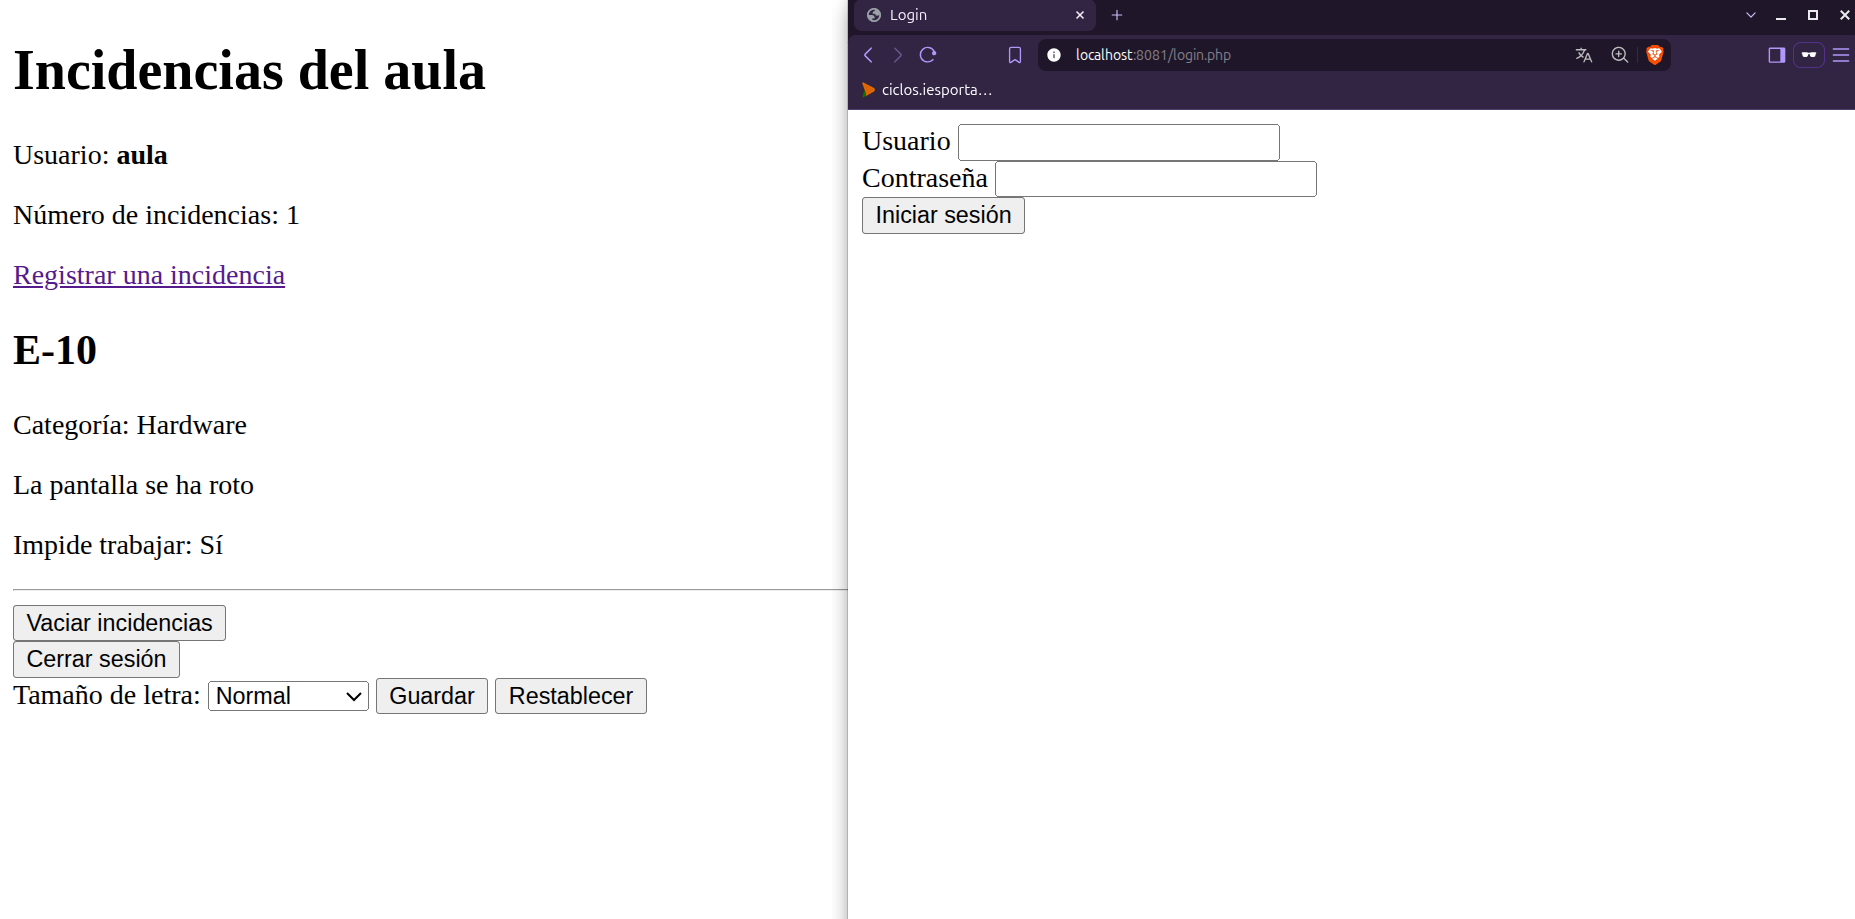 Incidencias del aula
Usuario: aula
Número de incidencias: 1
Registrar una incidencia
E-10
Categoría: Hardware
La pantalla se ha roto
Impide trabajar: Sí
Vaciar incidencias
Cerrar sesión
Tamaño de letra: Normal Guardar Restablecer
Login
localhost:8081/login.php
ciclos.iesporta…
Usuario
Contraseña
Iniciar sesión